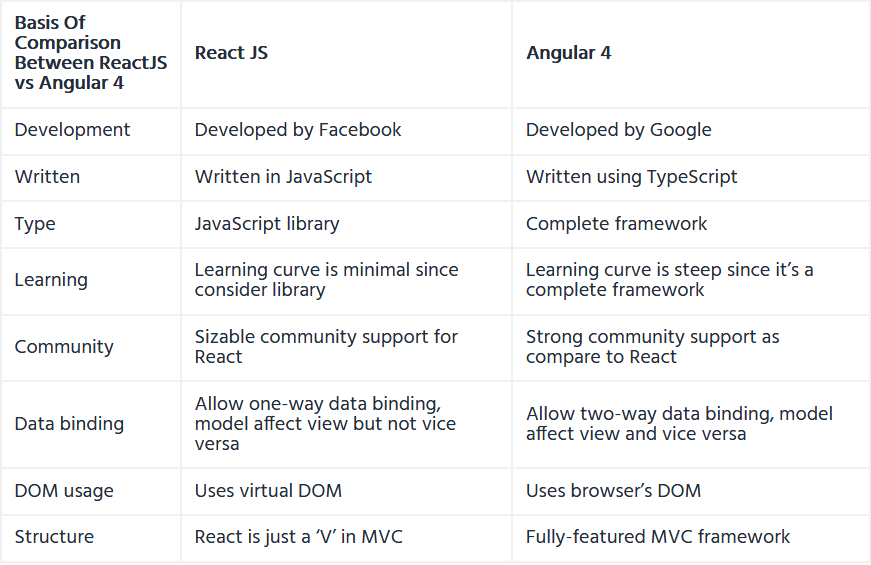 Basis Of
Comparison
Between ReactJS
vs Angular 4
React JS
Angular 4
Development
Developed by Facebook
Developed by Google
Written
Written in JavaScript
Written using TypeScript
Type
JavaScript library
Complete framework
Learning
Learning curve is minimal since
consider library
Learning curve is steep since it’s a
complete framework
Community
Sizable community support for
React
Strong community support as
compare to React
Data binding
Allow one-way data binding,
model affect view but not vice
versa
Allow two-way data binding, model
affect view and vice versa
DOM usage
Uses virtual DOM
Uses browser’s DOM
Structure
React is just a ‘V’ in MVC
Fully-featured MVC framework